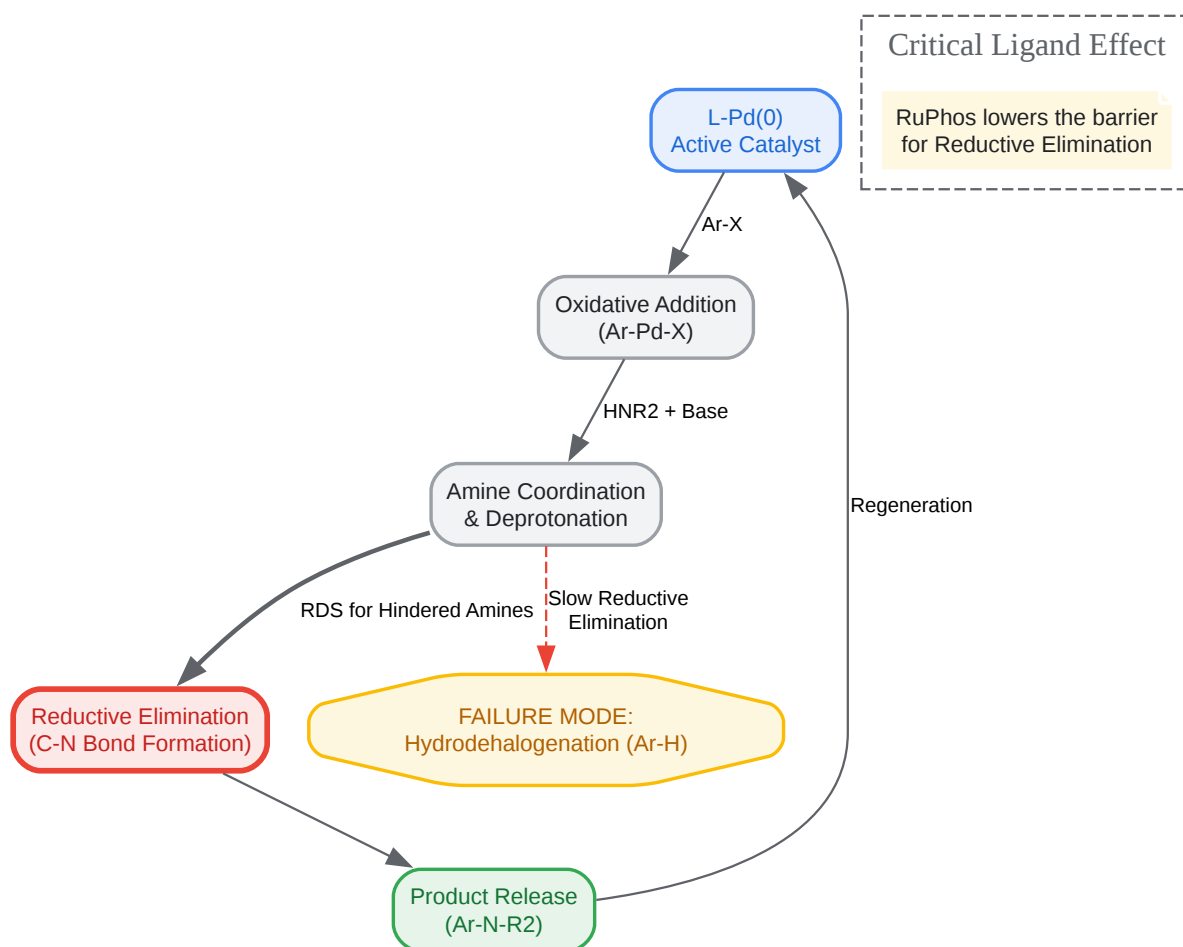 Critical Ligand Effect
RuPhos lowers the barrier
for Reductive Elimination
L-Pd(0)
Active Catalyst
Ar-X
Oxidative Addition
(Ar-Pd-X)
HNR2 + Base
Amine Coordination
& Deprotonation
Regeneration
RDS for Hindered Amines
Slow Reductive
Elimination
Reductive Elimination
(C-N Bond Formation)
FAILURE MODE:
Hydrodehalogenation (Ar-H)
Product Release
(Ar-N-R2)